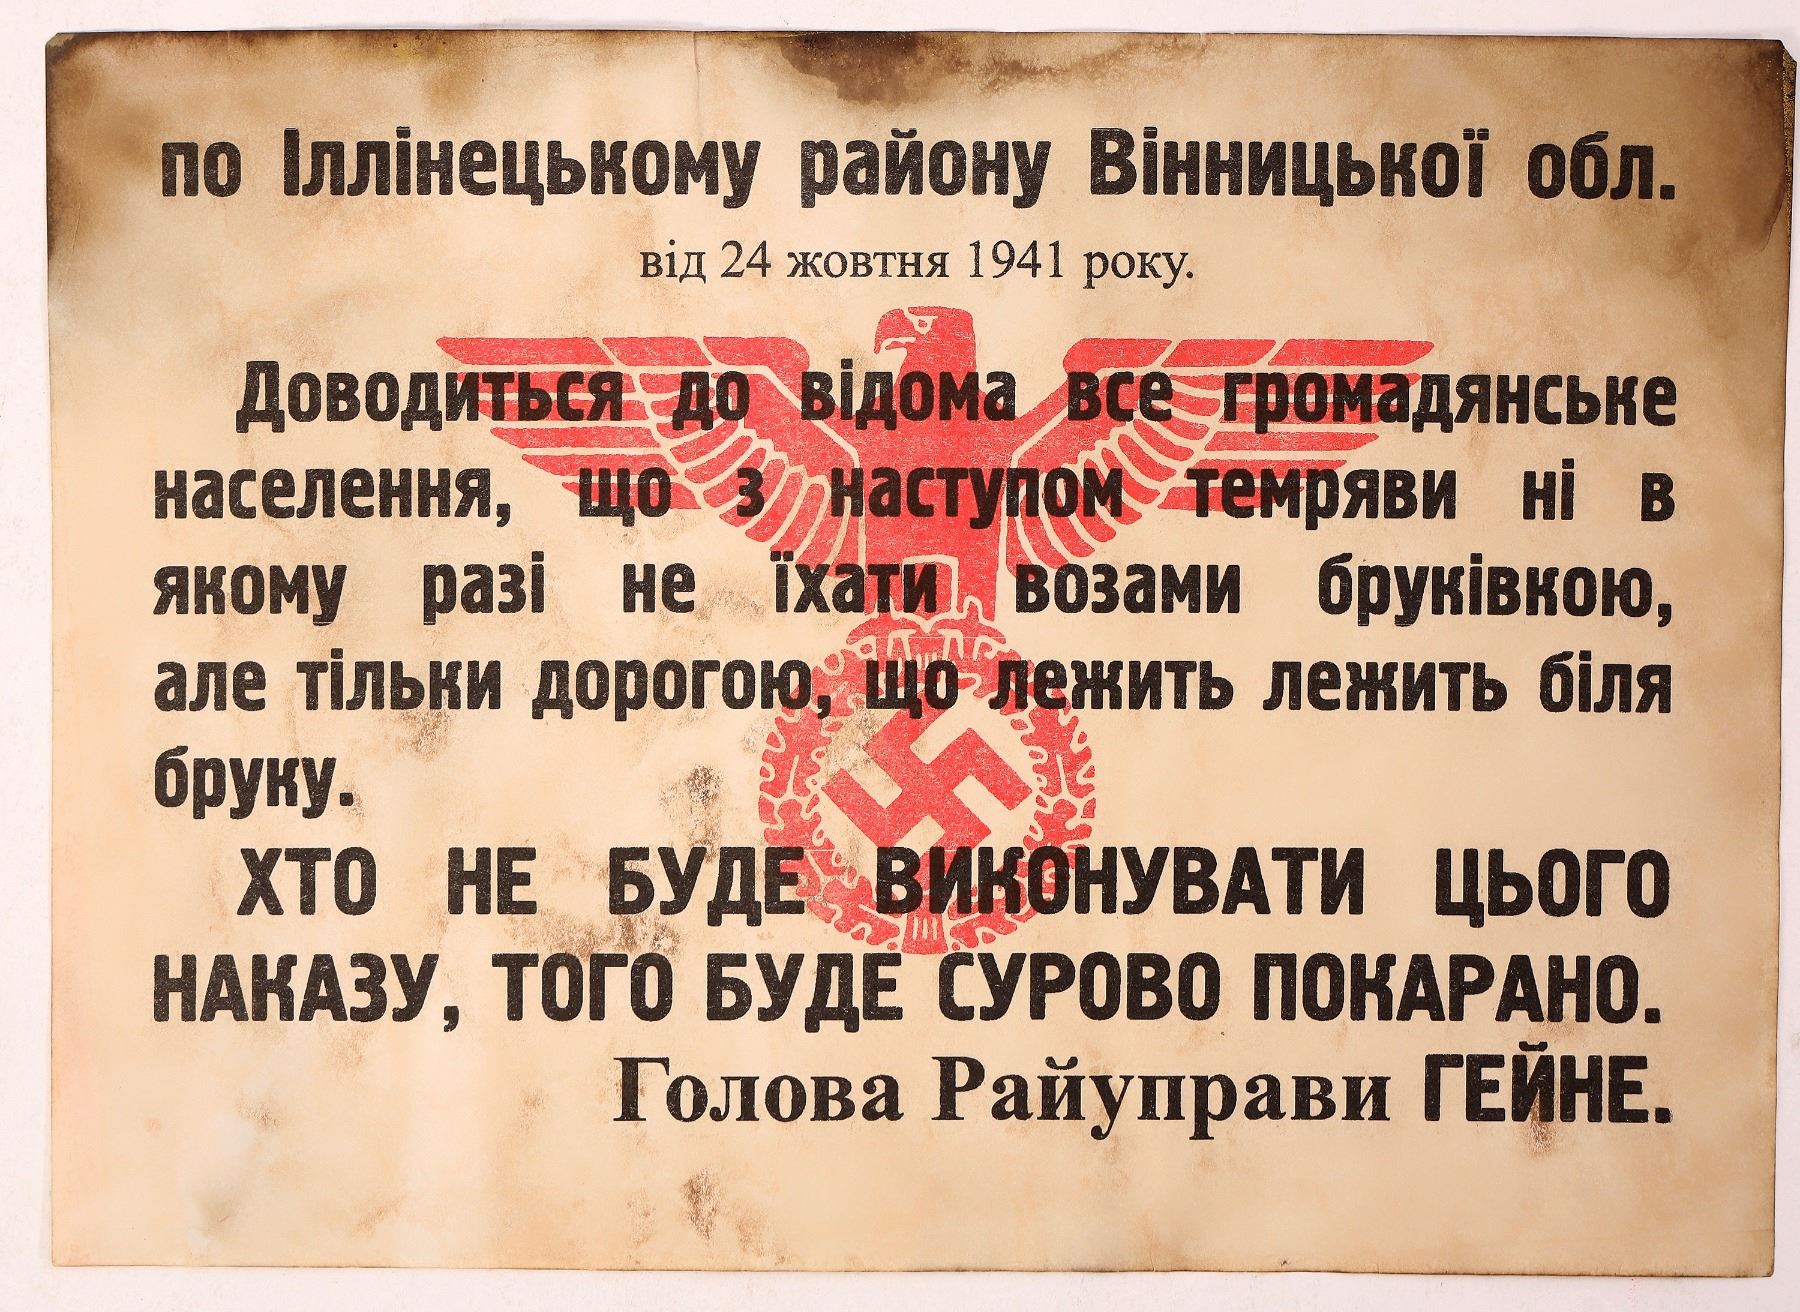 по Іллінецькому району Вінницької обл.
від 24 жовтня 1941 року.
Доводиться до відома все громадянське
населення, що з наступом темряви ні в
якому разі не їхати возами бруківкою,
але тільки дорогою, що лежить лежить біля
бруку.
ХТО НЕ БУДЕ ВИКОНУВАТИ ЦЬОГО
НАКАЗУ, ТОГО БУДЕ СУРОВО ПОКАРАНО.
Голова Райуправи ГЕЙНЕ.